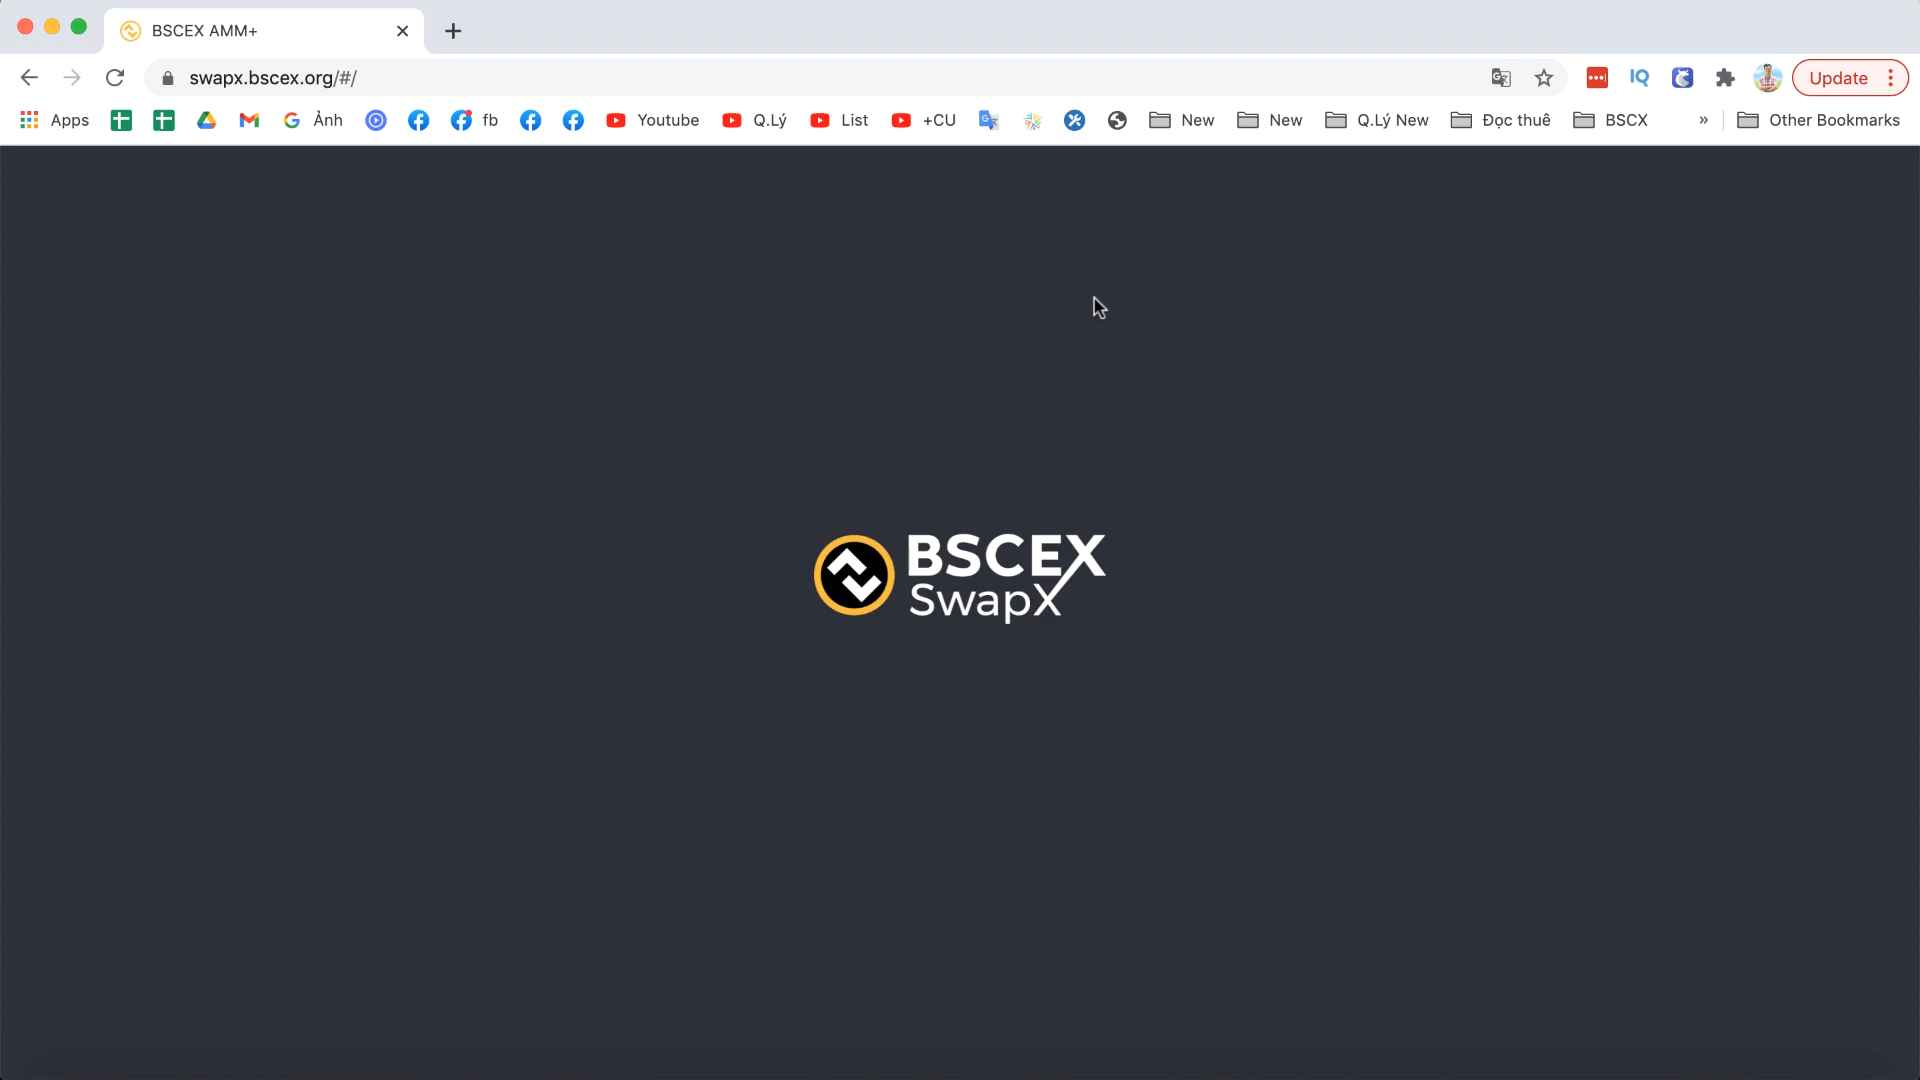 BSCEX AMM+
swapx.bscex.org/#/
IQ
Update
Apps
Ảnh
fb
Youtube
Q.Lý
List
+CU
New
New
Q.Lý New
Đọc thuê
BSCX
»
Other Bookmarks
BSCEX
SwapX